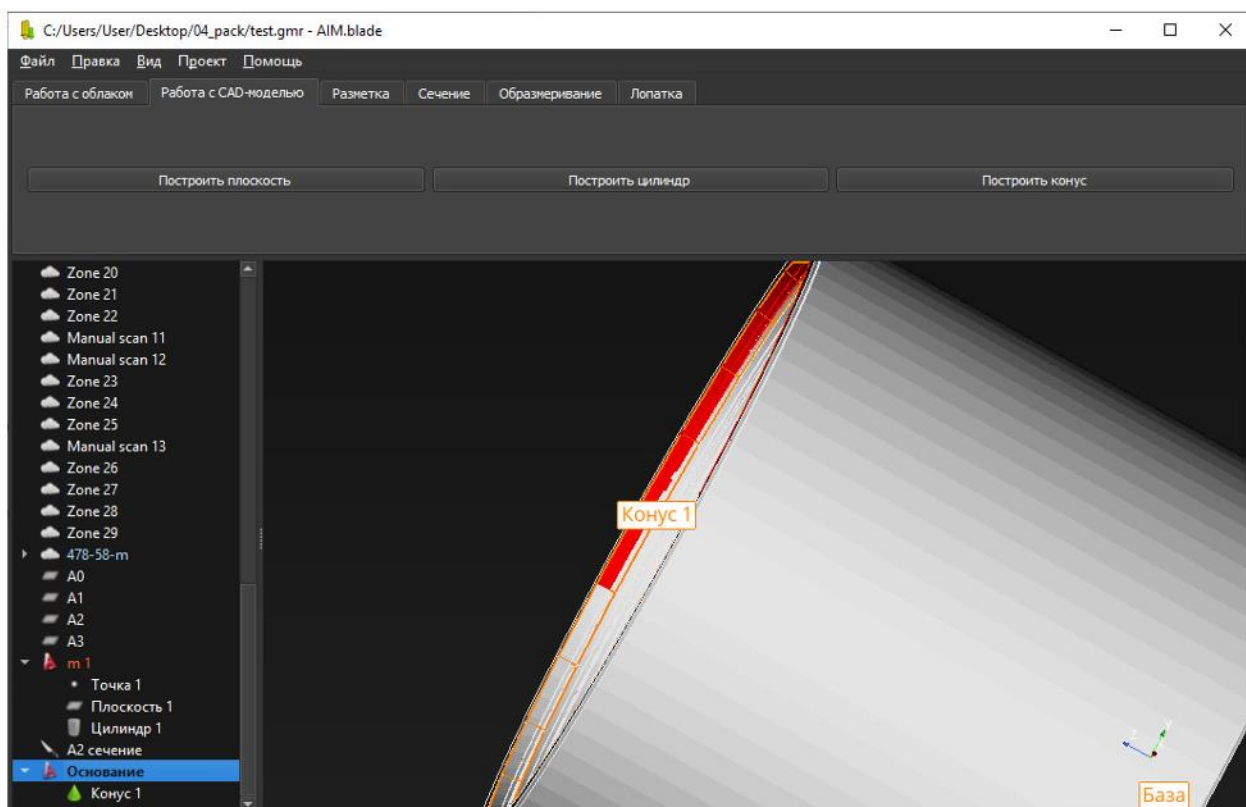 C:/Users/User/Desktop/04_pack/test.gmr - AIM.blade
Файл Правка Вид Проект Помощь
Работа с облаком Работа с CAD-моделью Разметка Сечение Образмеривание Лопатка
Построить плоскость Построить цилиндр Построить конус
Zone 20
Zone 21
Zone 22
Manual scan 11
Manual scan 12
Zone 23
Zone 24
Zone 25
Manual scan 13
Zone 26
Zone 27
Zone 28
Zone 29
478-58-m
A0
A1
A2
A3
m 1
Точка 1
Плоскость 1
Цилиндр 1
A2 сечение
Основание
Конус 1
Конус 1
Z Y
База